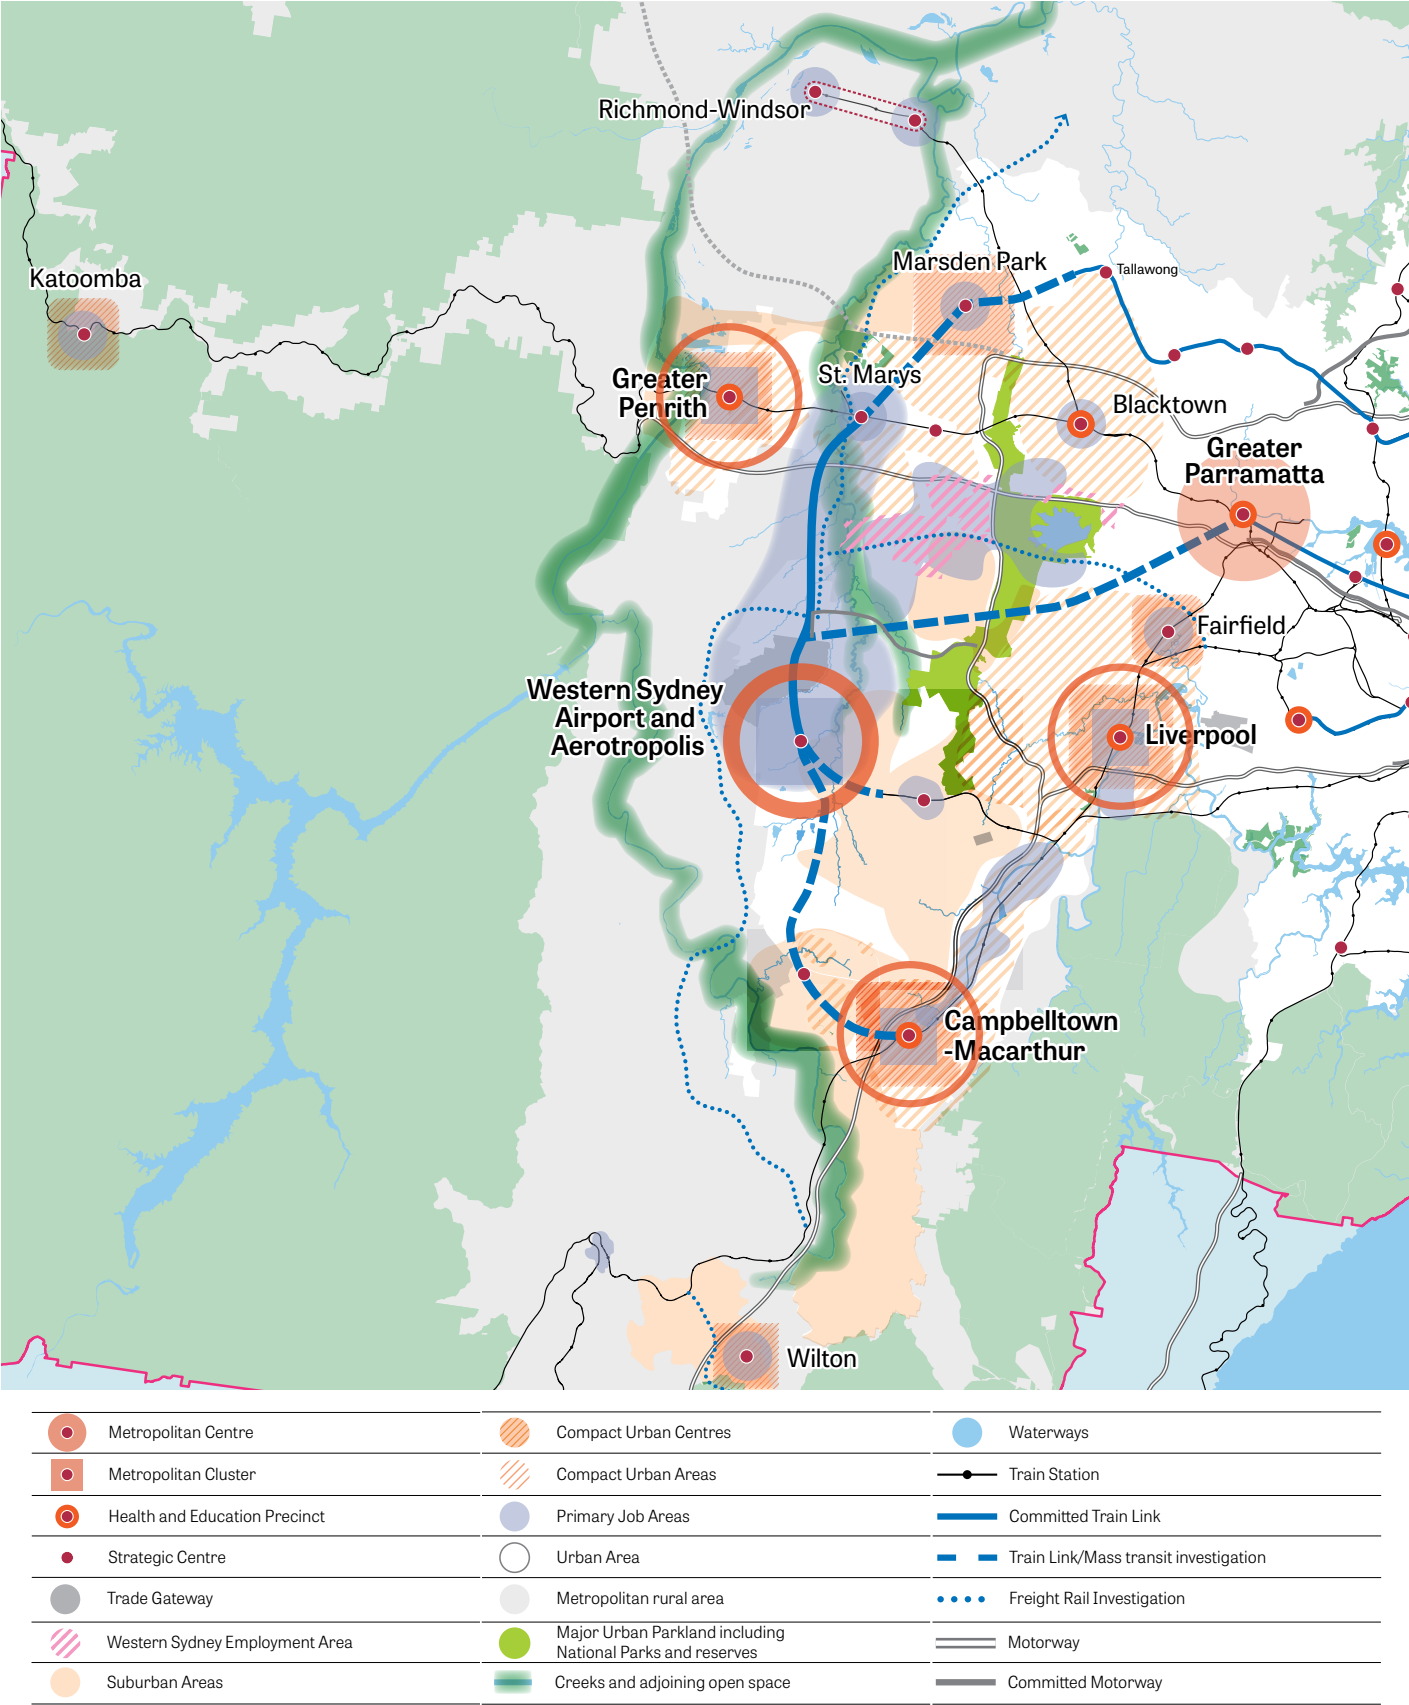 Richmond-Windsor
Katoomba
Marsden Park
Tallawong
St. Marys
Greater
Penrith
Blacktown
Greater
Parramatta
Fairfield
Western Sydney
Airport and
Aerotropolis
Liverpool
Campbelltown
-Macarthur
Wilton
Metropolitan Centre
Metropolitan Cluster
Health and Education Precinct
Strategic Centre
Trade Gateway
Western Sydney Employment Area
Suburban Areas
Compact Urban Centres
Compact Urban Areas
Primary Job Areas
Urban Area
Metropolitan rural area
Major Urban Parkland including
National Parks and reserves
Creeks and adjoining open space
Waterways
Train Station
Committed Train Link
Train Link/Mass transit investigation
Freight Rail Investigation
Motorway
Committed Motorway